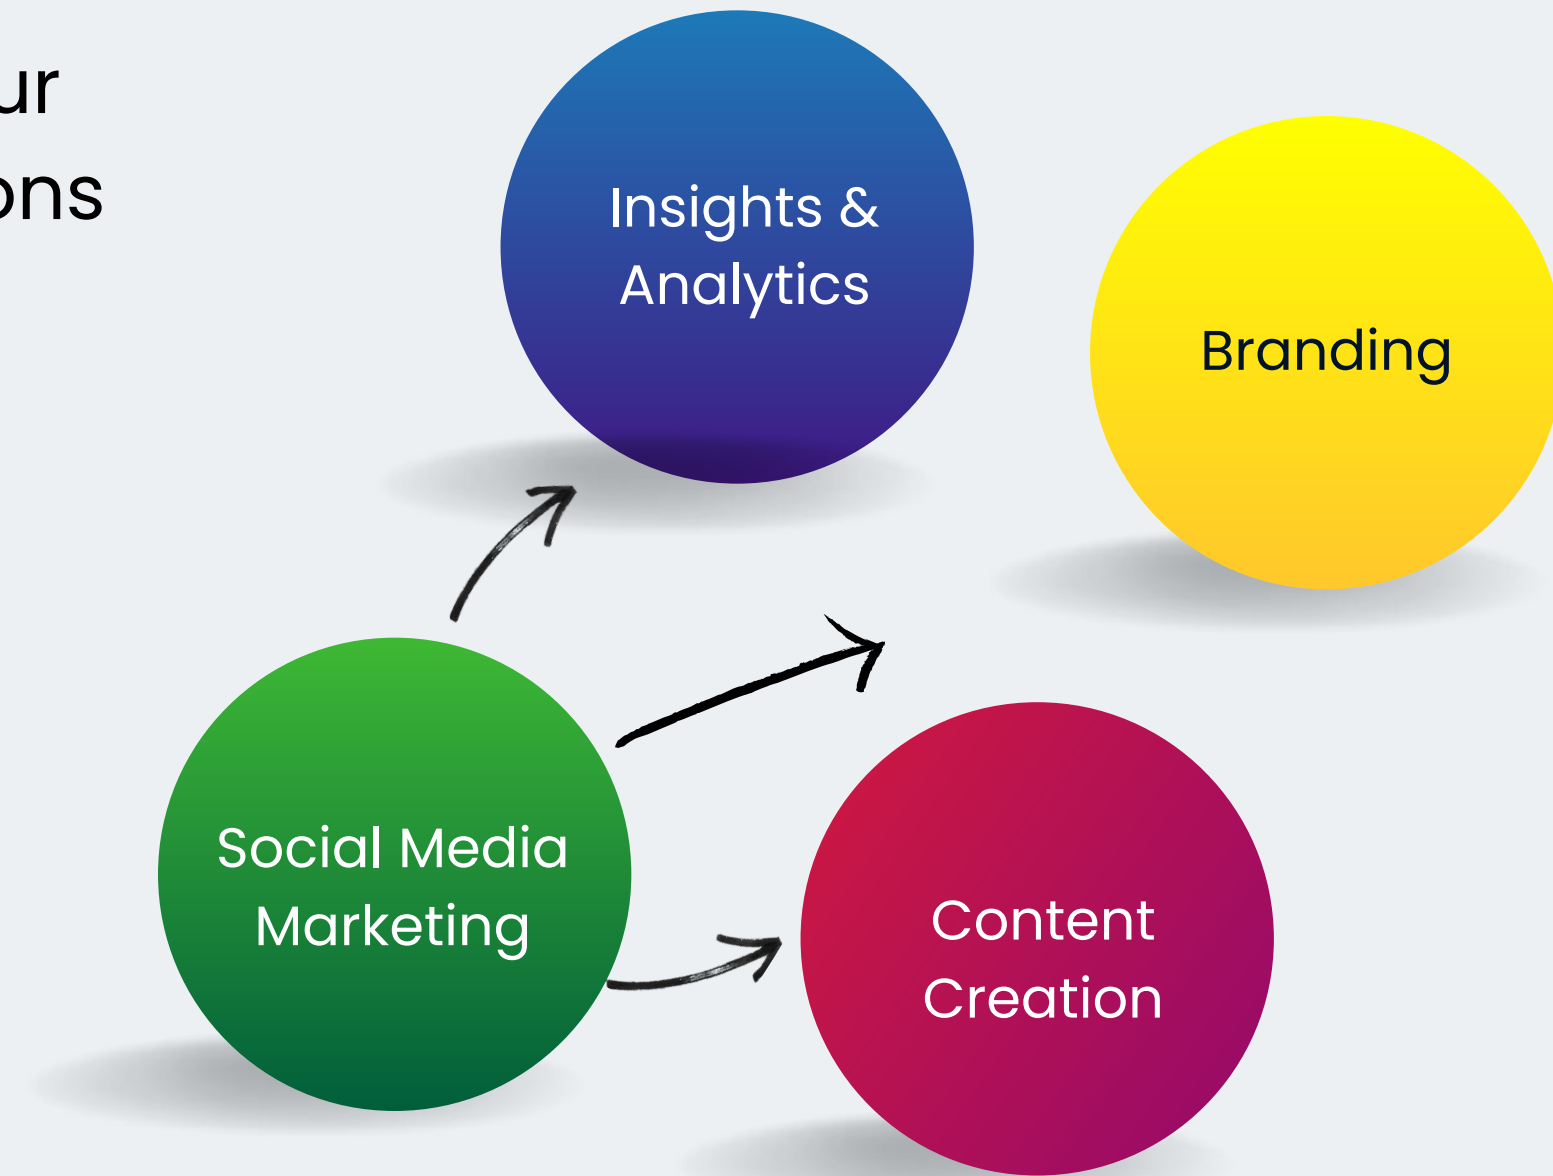 ur
ons
Insights &
Analytics
Branding
Social Media
Marketing
Content
Creation